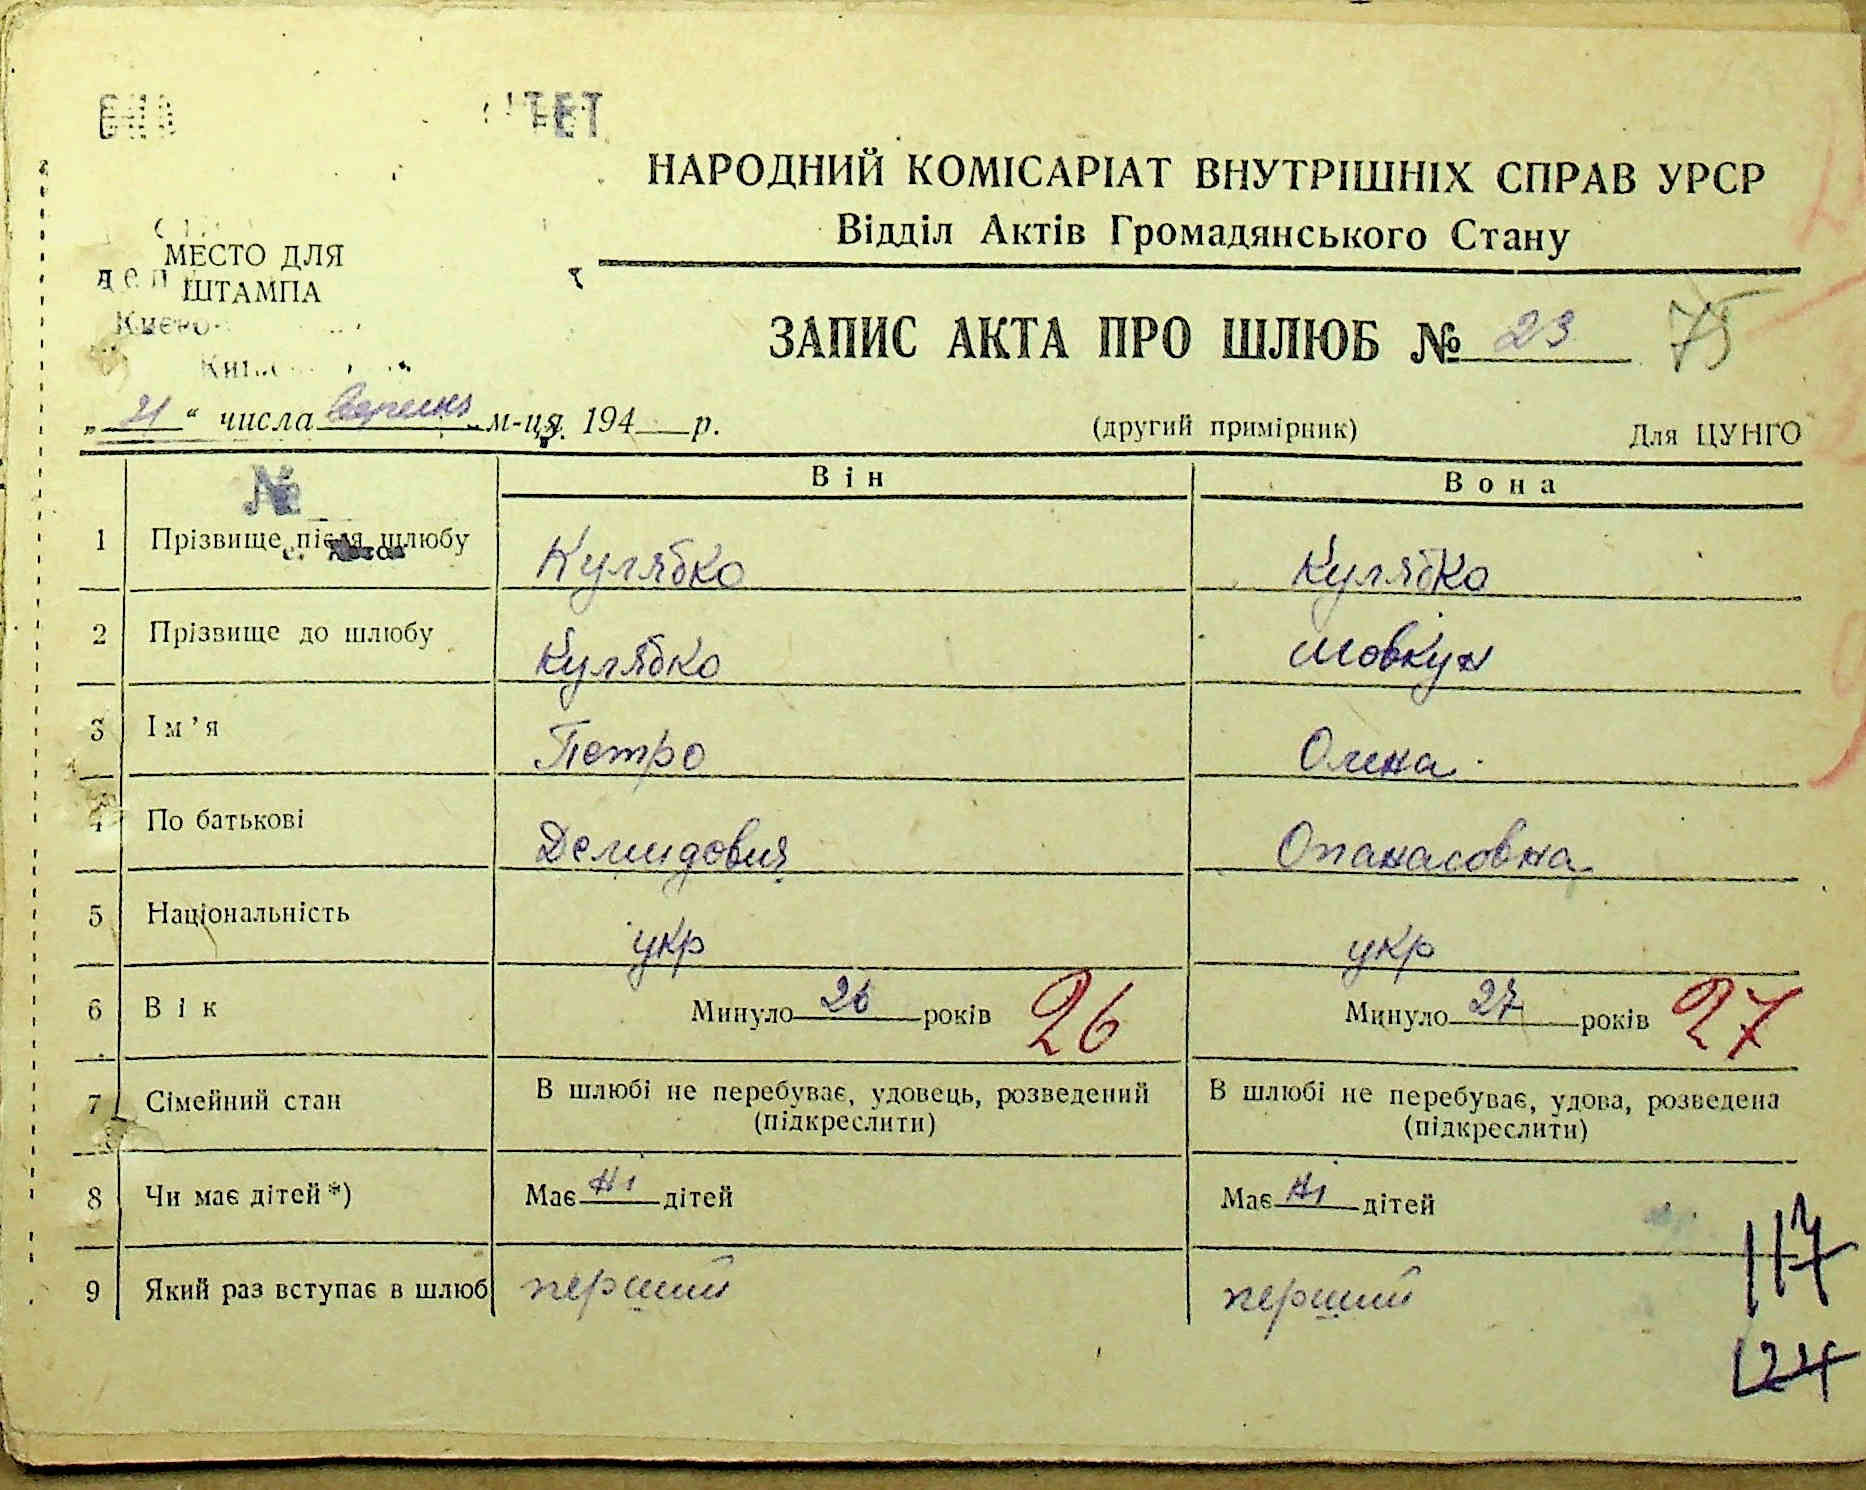 НАРОДНИЙ КОМІСАРІАТ ВНУТРІШНІХ СПРАВ УРСР
Відділ Актів Громадянського Стану
МЕСТО ДЛЯ
ШТАМПА
ЗАПИС АКТА ПРО ШЛЮБ № 23 75
„21“ числа вересня м-ця 194 р. (другий примірник) Для ЦУНГО
№
Він Вона
1 Прізвище після шлюбу Кулябко Кулябко
2 Прізвище до шлюбу Кулябко Шовкун
3 Ім'я Петро Олена
4 По батькові Демидович Опанасовна
5 Національність укр укр
6 Вік Минуло 26 років 26 Минуло 27 років 27
7 Сімейний стан В шлюбі не перебуває, удовець, розведений (підкреслити) В шлюбі не перебуває, удова, розведена (підкреслити)
8 Чи має дітей *) Має ні дітей Має ні дітей
9 Який раз вступає в шлюб перший перший
117
124